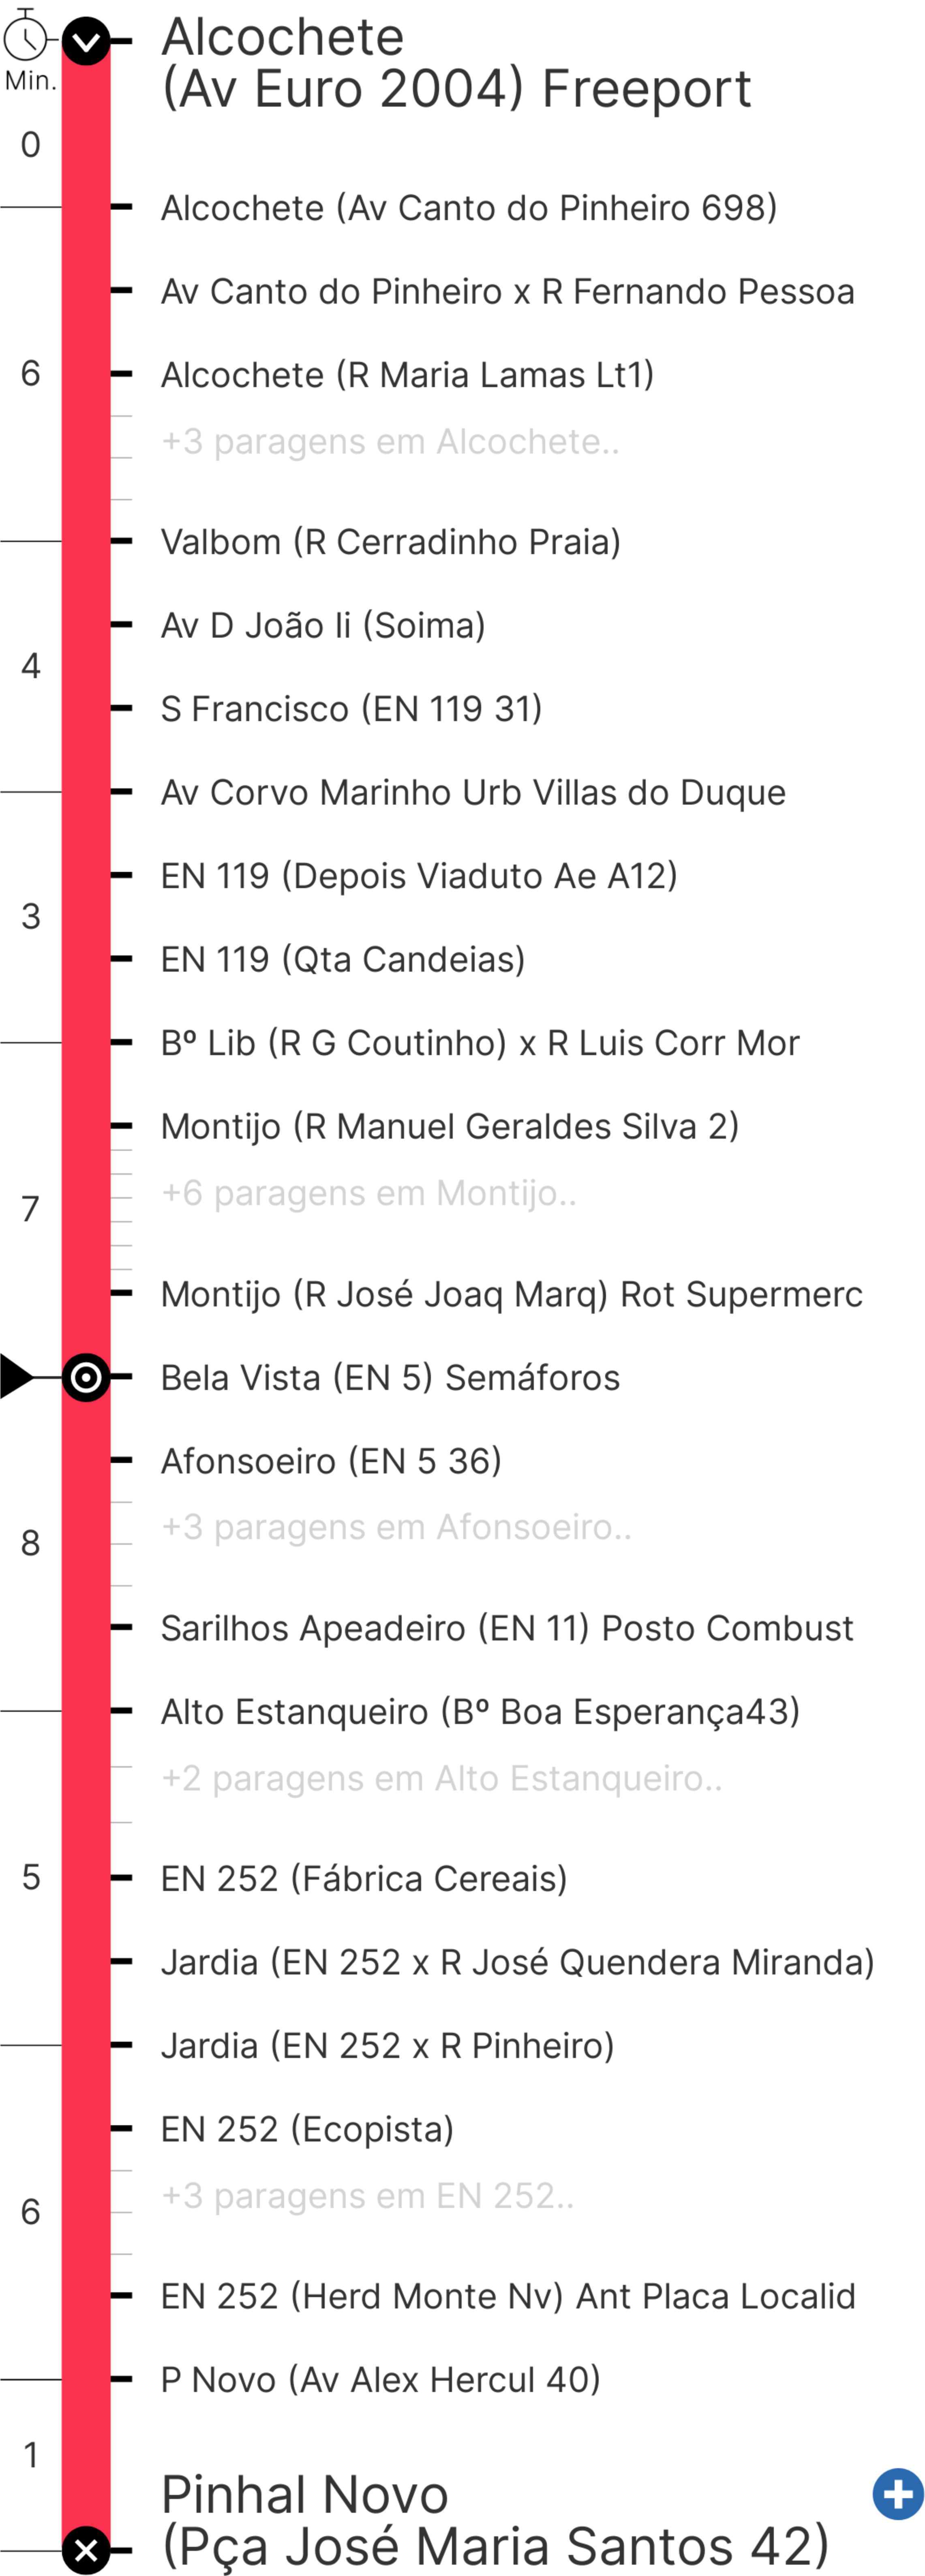 Min.
Alcochete
(Av Euro 2004) Freeport
0
Alcochete (Av Canto do Pinheiro 698)
Av Canto do Pinheiro x R Fernando Pessoa
6
Alcochete (R Maria Lamas Lt1)
+3 paragens em Alcochete..
Valbom (R Cerradinho Praia)
Av D João Ii (Soima)
4
S Francisco (EN 119 31)
Av Corvo Marinho Urb Villas do Duque
EN 119 (Depois Viaduto Ae A12)
3
EN 119 (Qta Candeias)
Bº Lib (R G Coutinho) x R Luis Corr Mor
Montijo (R Manuel Geraldes Silva 2)
+6 paragens em Montijo..
7
Montijo (R José Joaq Marq) Rot Supermerc
Bela Vista (EN 5) Semáforos
Afonsoeiro (EN 5 36)
+3 paragens em Afonsoeiro..
8
Sarilhos Apeadeiro (EN 11) Posto Combust
Alto Estanqueiro (Bº Boa Esperança43)
+2 paragens em Alto Estanqueiro..
5
EN 252 (Fábrica Cereais)
Jardia (EN 252 x R José Quendera Miranda)
Jardia (EN 252 x R Pinheiro)
EN 252 (Ecopista)
+3 paragens em EN 252..
6
EN 252 (Herd Monte Nv) Ant Placa Localid
P Novo (Av Alex Hercul 40)
1
Pinhal Novo
(Pça José Maria Santos 42)